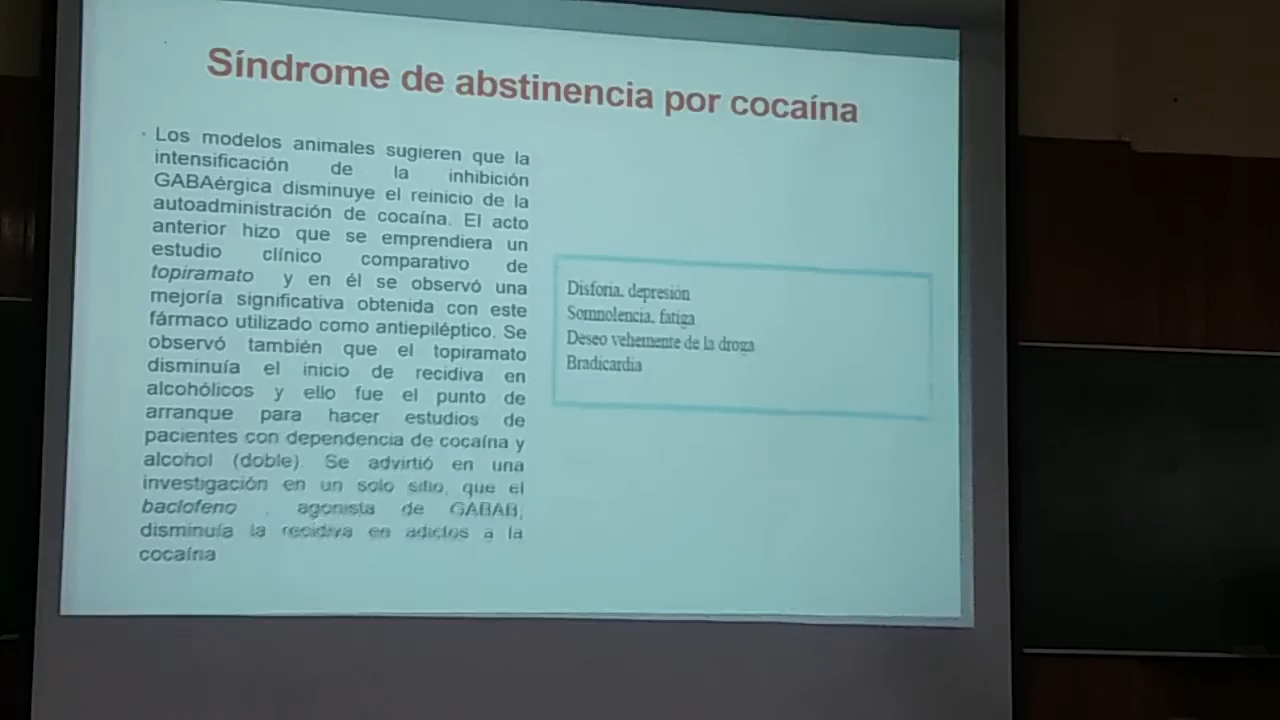 Síndrome de abstinencia por cocaína
Los modelos animales sugieren que la
intensificación de la inhibición
GABAérgica disminuye el reinicio de la
autoadministración de cocaína. El acto
anterior hizo que se emprendiera un
estudio clínico comparativo de
topiramato y en él se observó una
mejoría significativa obtenida con este
fármaco utilizado como antiepiléptico. Se
observó también que el topiramato
disminuía el inicio de recidiva en
alcohólicos y ello fue el punto de
arranque para hacer estudios de
pacientes con dependencia de cocaína y
alcohol (doble). Se advirtió en una
investigación en un solo sitio, que el
baclofeno , agonista de GABAB,
disminuía la recidiva en adictos a la
cocaína
Disforia, depresión
Somnolencia, fatiga
Deseo vehemente de la droga
Bradicardia